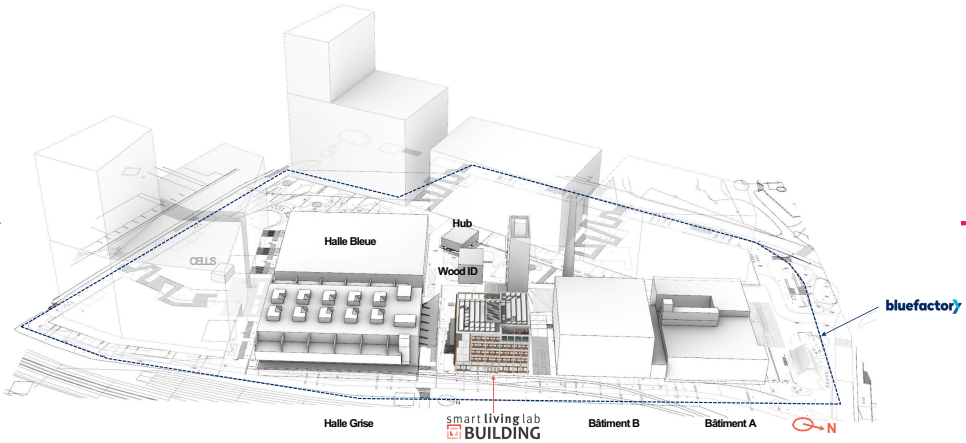 Hub
Halle Bleue
CELLS
Wood ID
bluefactory
Halle Grise
smart living lab
BUILDING
Bâtiment B
Bâtiment A
N